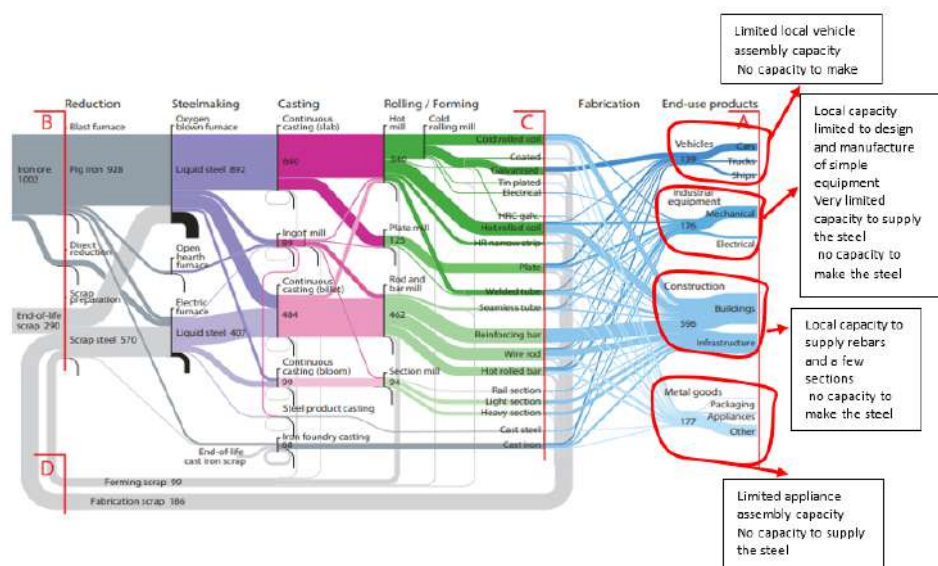 Limited local vehicle
assembly capacity
No capacity to make
Local capacity
limited to design
and manufacture
of simple
equipment
Very limited
capacity to supply
the steel
no capacity to
make the steel
Local capacity to
supply rebars
and a few
sections
no capacity to
make the steel
Limited appliance
assembly capacity
No capacity to supply
the steel
Reduction
Steelmaking
Casting
Rolling / Forming
Fabrication
End-use products
B
C
A
D
Blast furnace
Iron ore
1002
Pig iron 928
Direct
reduction
Scrap
preparation
End-of-life
scrap 290
Scrap steel 570
Oxygen
blown furnace
Liquid steel 892
Open
hearth
furnace
Electric
furnace
Liquid steel 407
Continuous
casting (slab)
Ingot mill
Continuous
casting (billet)
484
Continuous
casting (bloom)
99
Steel product casting
Iron foundry casting
68
End-of-life
cast iron scrap
Forming scrap 99
Fabrication scrap 186
Hot
mill
Cold
rolling mill
Plate mill
125
Rod and
bar mill
462
Section mill
94
Cold rolled coil
Coated
Galvanised
Tin plated
Electrical
HRC galv.
Hot rolled coil
HR narrow strip
Plate
Welded tube
Seamless tube
Reinforcing bar
Wire rod
Hot rolled bar
Rail section
Light section
Heavy section
Cast steel
Cast iron
Vehicles
139
Cars
Trucks
Ships
Industrial
equipment
176
Mechanical
Electrical
Construction
Buildings
Infrastructure
Metal goods
177
Packaging
Appliances
Other